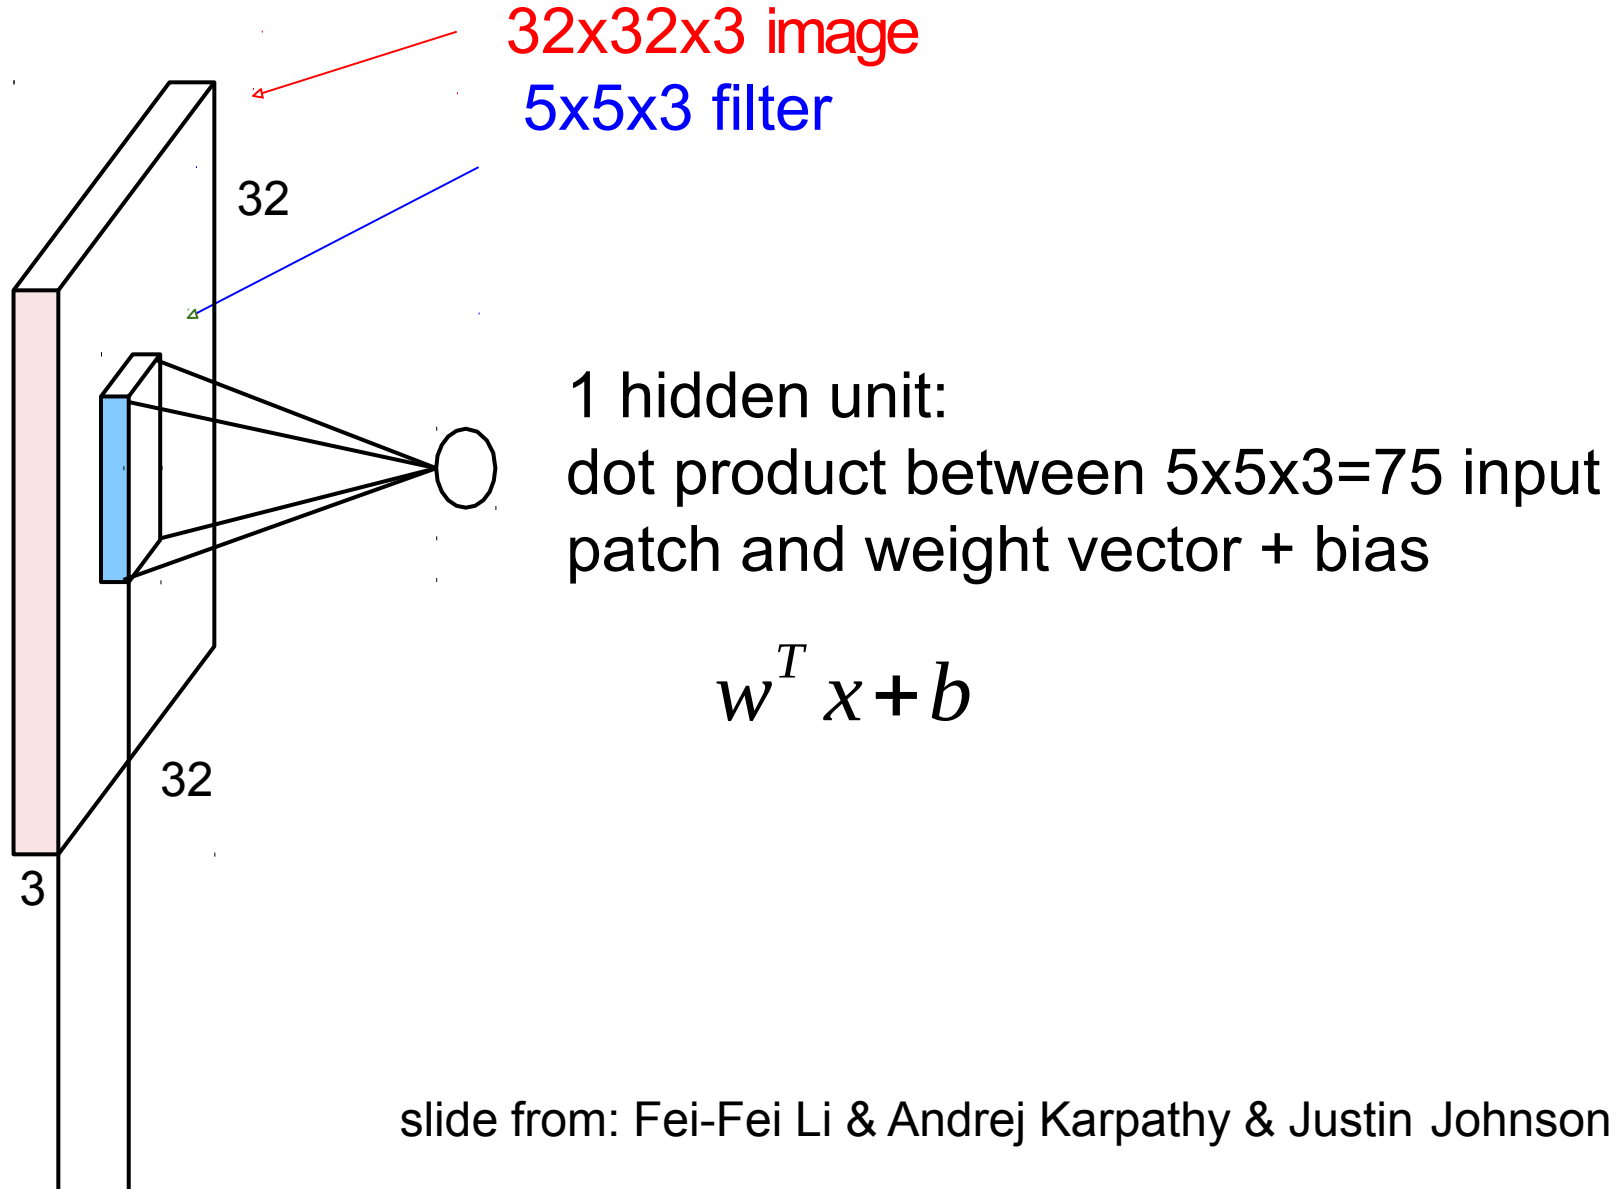 32x32x3 image
5x5x3 filter
32
1 hidden unit:
dot product between 5x5x3=75 input
patch and weight vector + bias
w^T x+b
32
3
slide from: Fei-Fei Li & Andrej Karpathy & Justin Johnson